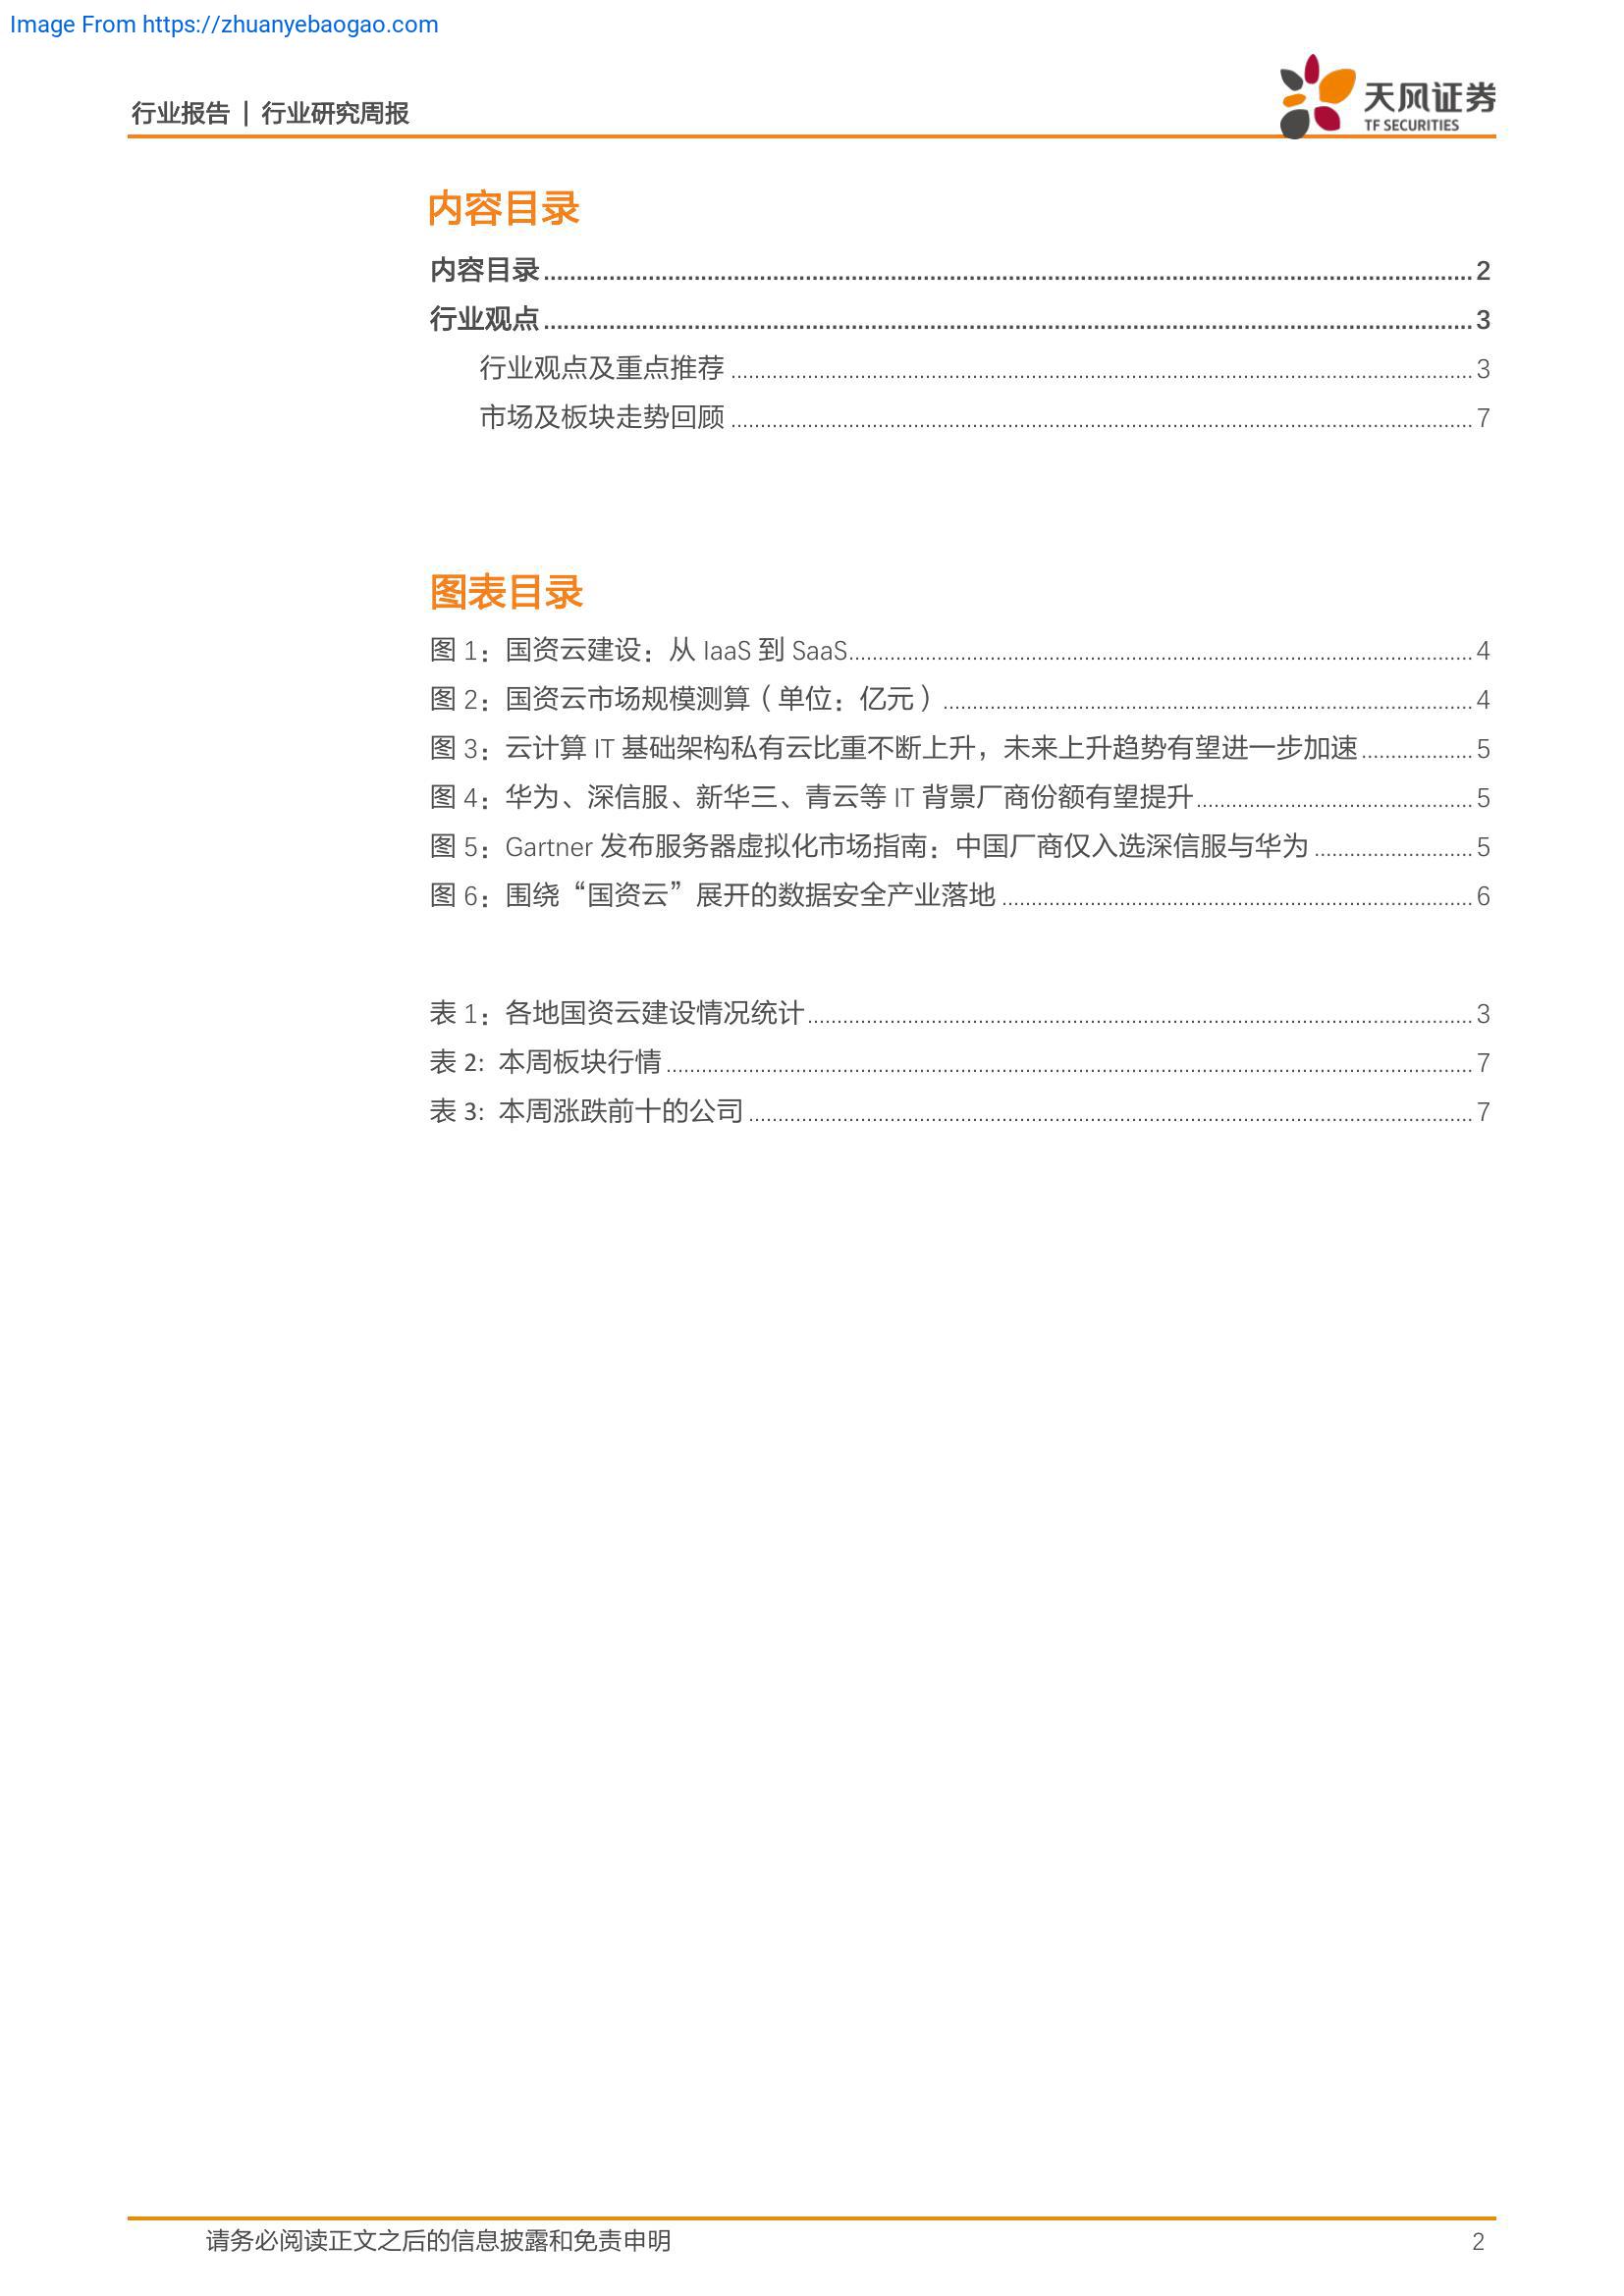 Image From https://zhuanyebaogao.com
行业报告 | 行业研究周报
天风证券
TF SECURITIES
内容目录
内容目录 2
行业观点 3
行业观点及重点推荐 3
市场及板块走势回顾 7
图表目录
图 1：国资云建设：从 IaaS 到 SaaS 4
图 2：国资云市场规模测算（单位：亿元） 4
图 3：云计算 IT 基础架构私有云比重不断上升，未来上升趋势有望进一步加速 5
图 4：华为、深信服、新华三、青云等 IT 背景厂商份额有望提升 5
图 5：Gartner 发布服务器虚拟化市场指南：中国厂商仅入选深信服与华为 5
图 6：围绕“国资云”展开的数据安全产业落地 6
表 1：各地国资云建设情况统计 3
表 2：本周板块行情 7
表 3：本周涨跌前十的公司 7
请务必阅读正文之后的信息披露和免责申明 2